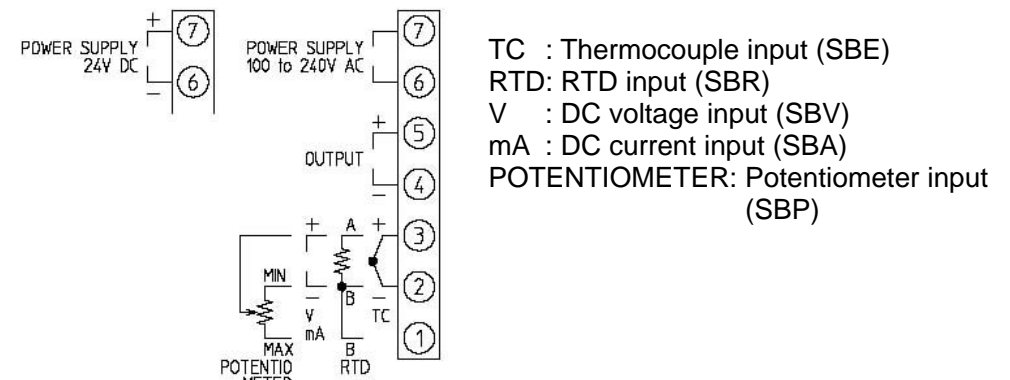 +
7
POWER SUPPLY
24V DC
6
−
7
POWER SUPPLY
100 to 240V AC
6
+
5
OUTPUT
4
−
+ A +
3
MIN
2
− B −
V TC
mA
1
MAX B
POTENTIO RTD
METER
TC : Thermocouple input (SBE)
RTD: RTD input (SBR)
V : DC voltage input (SBV)
mA : DC current input (SBA)
POTENTIOMETER: Potentiometer input
(SBP)